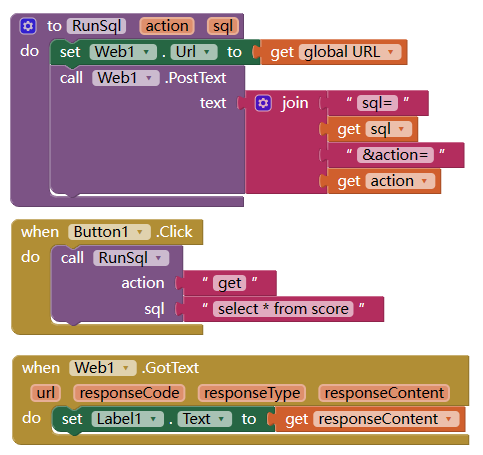 to RunSql action sql
do set Web1 . Url to get global URL
call Web1 .PostText
text join " sql= "
get sql
" &action= "
get action
when Button1 .Click
do call RunSql
action " get "
sql " select * from score "
when Web1 .GotText
url responseCode responseType responseContent
do set Label1 . Text to get responseContent